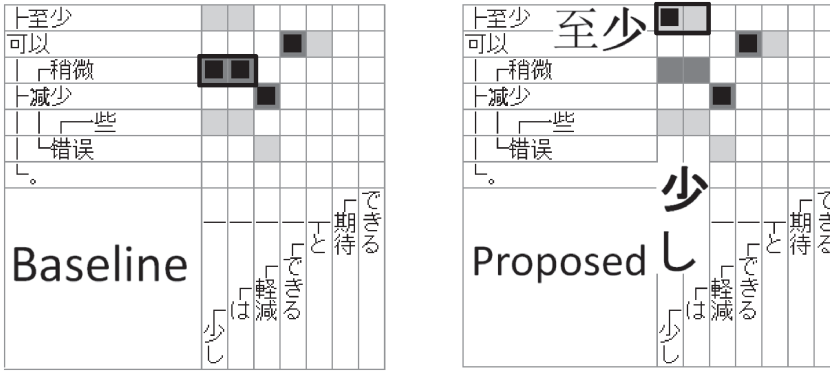 至少
可以
稍微
减少
一些
错误
。
Baseline
少し
は
軽減
できる
と
期待
できる
至少
可以
稍微
减少
一些
错误
。
至少
少し
Proposed
少し
は
軽減
できる
と
期待
できる